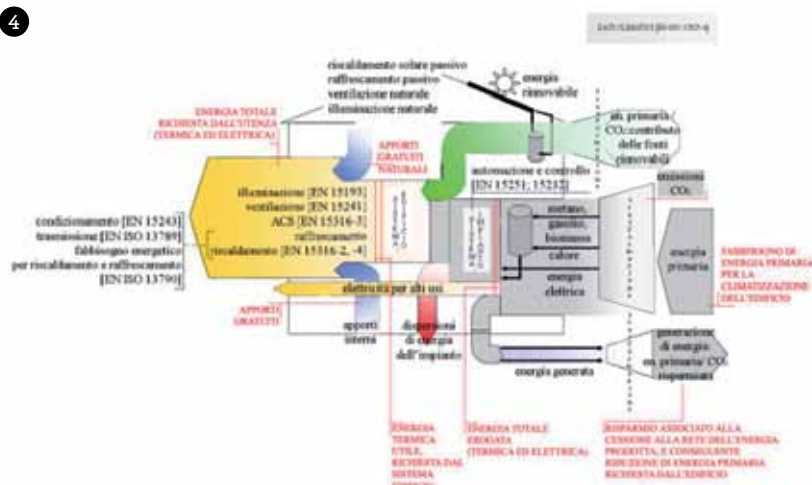 4
riscaldamento solare passivo
raffrescamento passivo
ventilazione naturale
illuminazione naturale
energia
rinnovabile
ENERGIA TOTALE
RICHIESTA DALL'UTENZA
(TERMICA ED ELETTRICA)
APPORTI
GRATUITI
NATURALI
en. primaria /
CO₂: contributo
delle fonti
rinnovabili
automazione e controllo
[EN 15251; 15232]
emissioni
CO₂
illuminazione [EN 15193]
ventilazione [EN 15241]
ACS [EN 15316-3]
raffrescamento
riscaldamento [EN 15316-2, -4]
condizionamento [EN 15243]
trasmissione [EN ISO 13789]
fabbisogno energetico
per riscaldamento e raffrescamento
[EN ISO 13790]
SISTEMA
EDIFICIO
SISTEMA
IMPIANTO
metano,
gasolio,
biomassa
calore
energia
elettrica
energia
primaria
FABBISOGNO DI
ENERGIA PRIMARIA
PER LA
CLIMATIZZAZIONE
DELL'EDIFICIO
elettricità per alti usi
APPORTI
GRATUITI
apporti
interni
dispersioni
di energia
dell'impianto
energia generata
generazione
di energia:
en. primaria/ CO₂
risparmiata
ENERGIA
TERMICA
UTILE,
RICHIESTA DAL
SISTEMA
ENERGIA TOTALE
EROGATA
(TERMICA ED ELETTRICA)
RISPARMIO ASSOCIATO ALLA
CESSIONE ALLA RETE DELL'ENERGIA
PRODOTTA, E CONSEGUENTE
RIDUZIONE DI ENERGIA PRIMARIA
RICHIESTA DALL'EDIFICIO